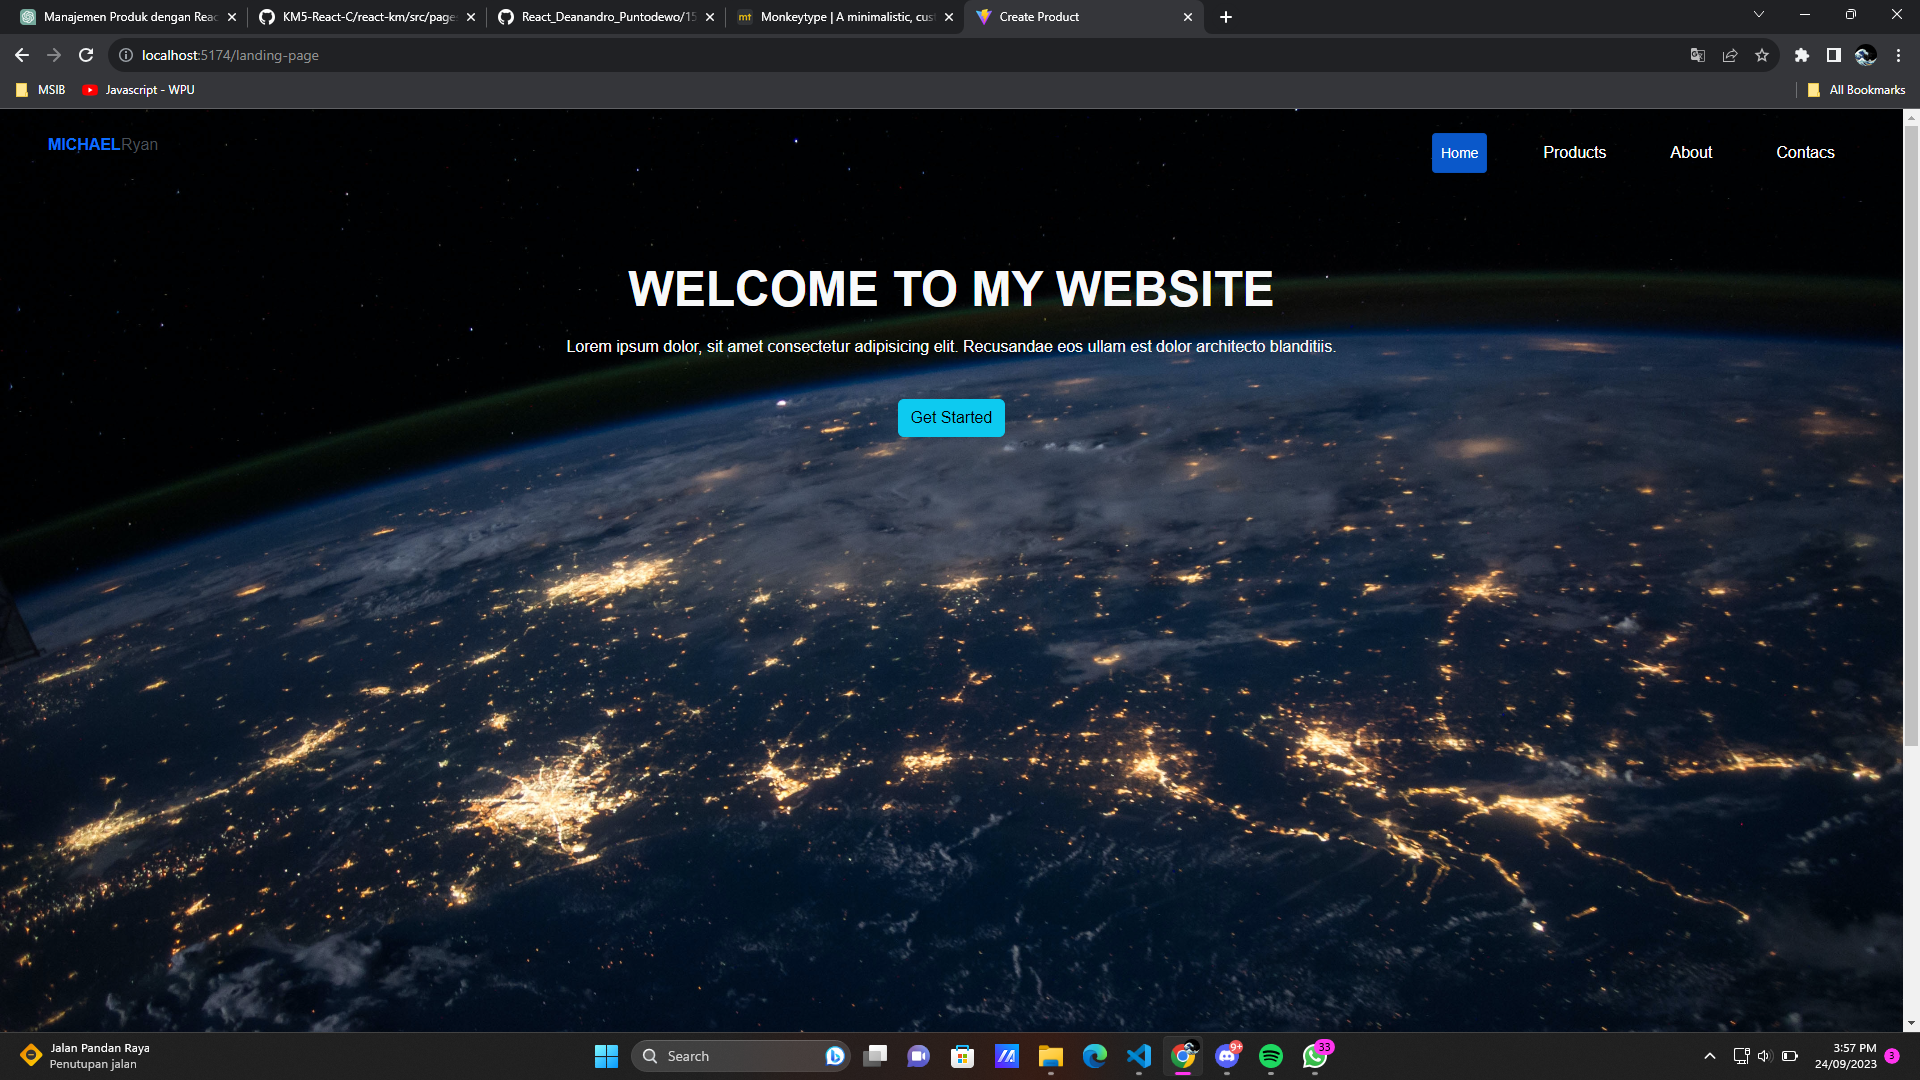 Manajemen Produk dengan Reac
KM5-React-C/react-km/src/page
React_Deanandro_Puntodewo/15
mt
Monkeytype | A minimalistic, cus
Create Product
localhost:5174/landing-page
MSIB
Javascript - WPU
All Bookmarks
MICHAELRyan
Home
Products
About
Contacs
WELCOME TO MY WEBSITE
Lorem ipsum dolor, sit amet consectetur adipisicing elit. Recusandae eos ullam est dolor architecto blanditiis.
Get Started
Jalan Pandan Raya
Penutupan jalan
Search
9+
33
3:57 PM
24/09/2023
3